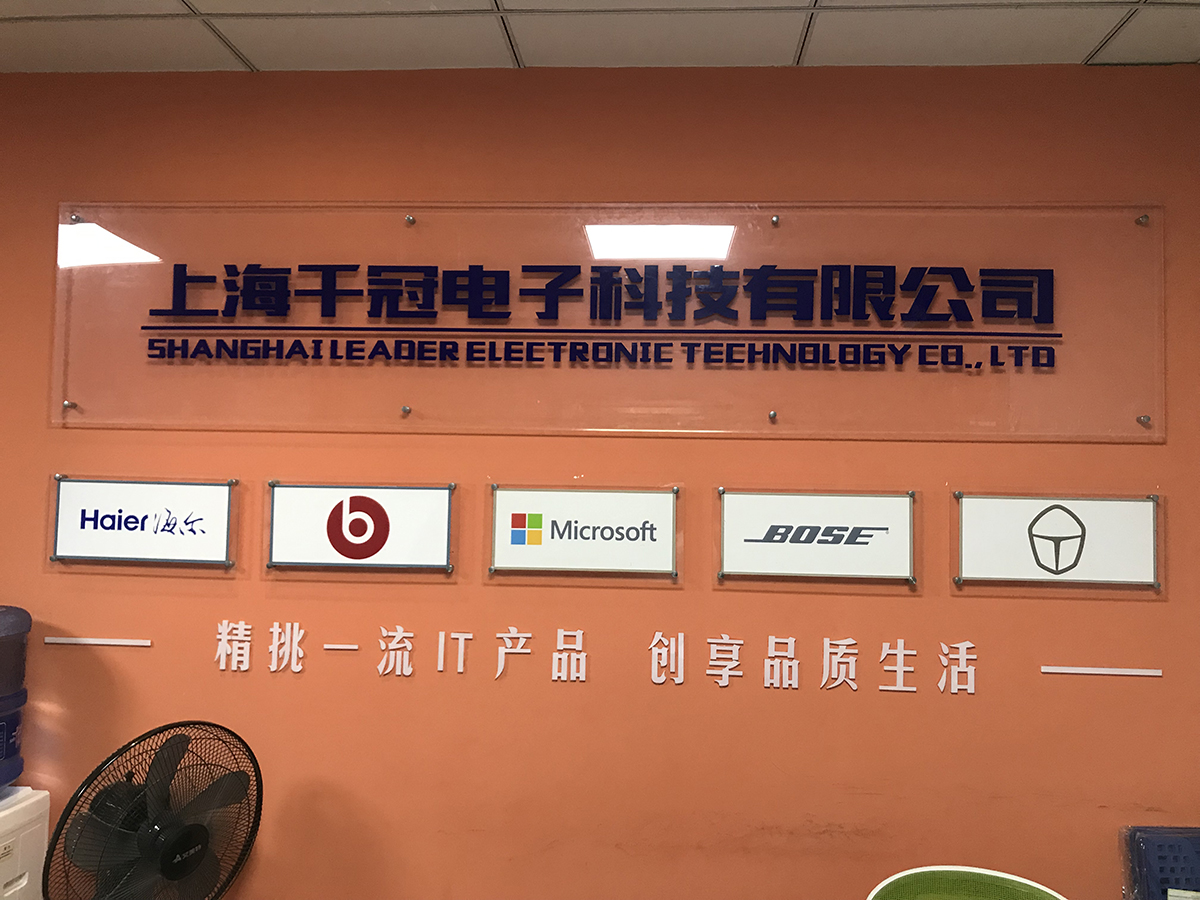 上海千冠电子科技有限公司
SHANGHAI LEADER ELECTRONIC TECHNOLOGY CO., LTD
Haier 海尔
b
Microsoft
BOSE
精挑一流IT产品 创享品质生活